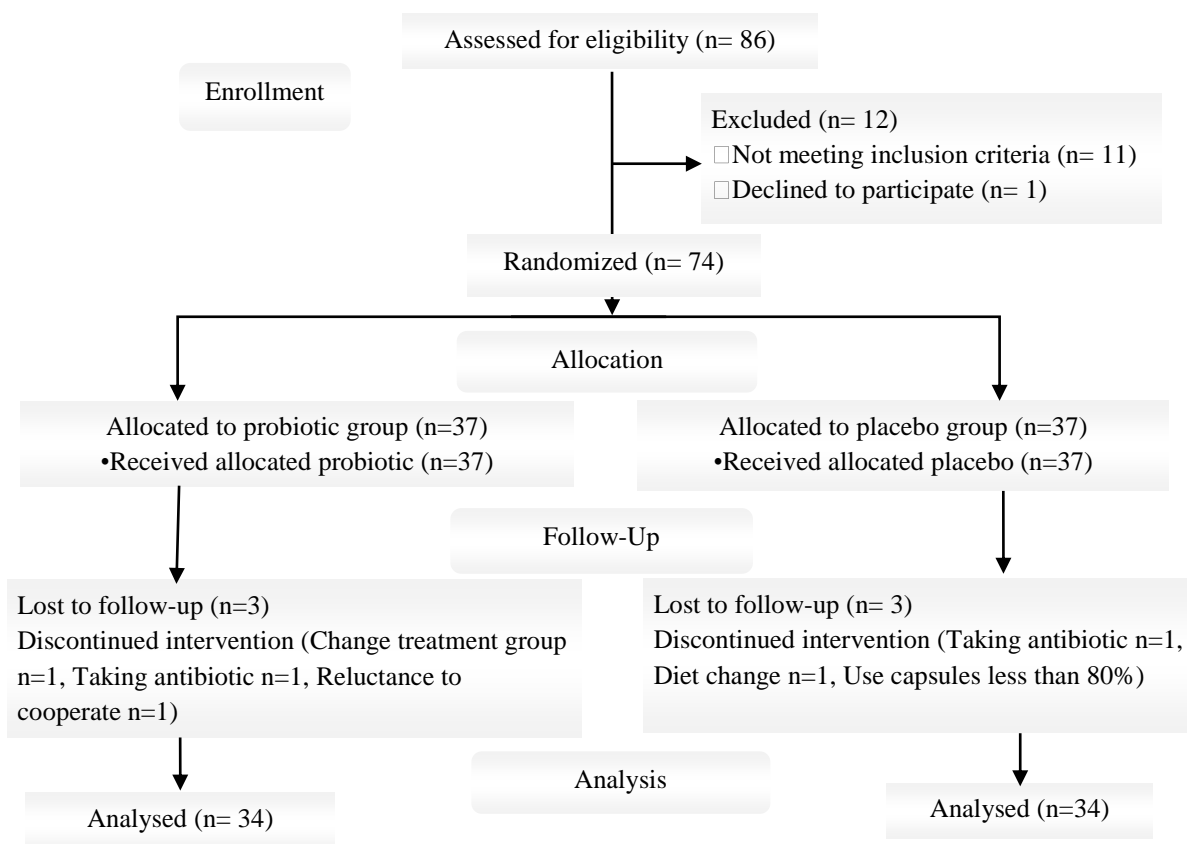 Assessed for eligibility (n= 86)
Enrollment
Excluded (n= 12)
□Not meeting inclusion criteria (n= 11)
□Declined to participate (n= 1)
Randomized (n= 74)
Allocation
Allocated to probiotic group (n=37)
•Received allocated probiotic (n=37)
Allocated to placebo group (n=37)
•Received allocated placebo (n=37)
Follow-Up
Lost to follow-up (n=3)
Discontinued intervention (Change treatment group
n=1, Taking antibiotic n=1, Reluctance to
cooperate n=1)
Lost to follow-up (n= 3)
Discontinued intervention (Taking antibiotic n=1,
Diet change n=1, Use capsules less than 80%)
Analysis
Analysed (n= 34)
Analysed (n=34)